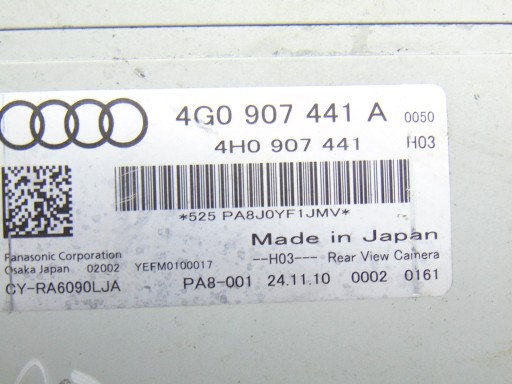 4G0 907 441 A 0050
4H0 907 441 H03
*525 PA8J0YF1JMV*
Made in Japan
Panasonic Corporation
Osaka Japan 02002 YEFM0100017 --H03--- Rear View Camera
CY-RA6090LJA PA8-001 24.11.10 0002 0161